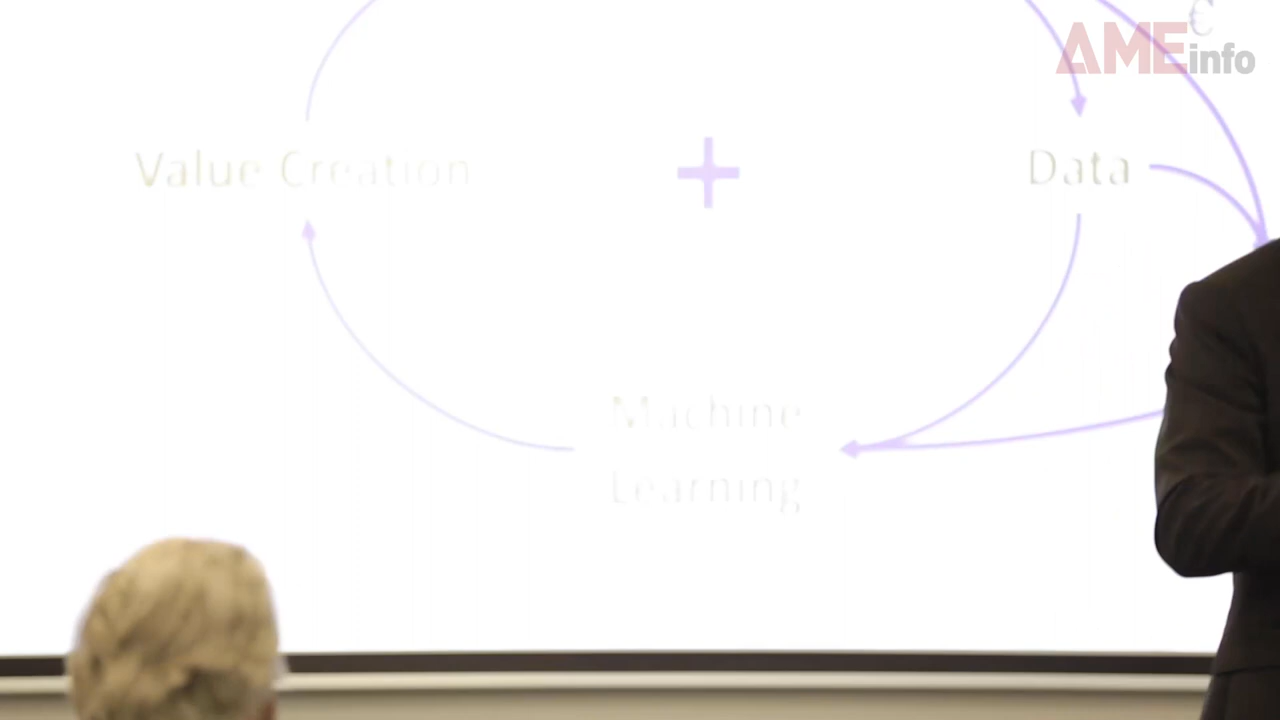 €
AMEinfo
Value Creation
+
Data
Machine
Learning